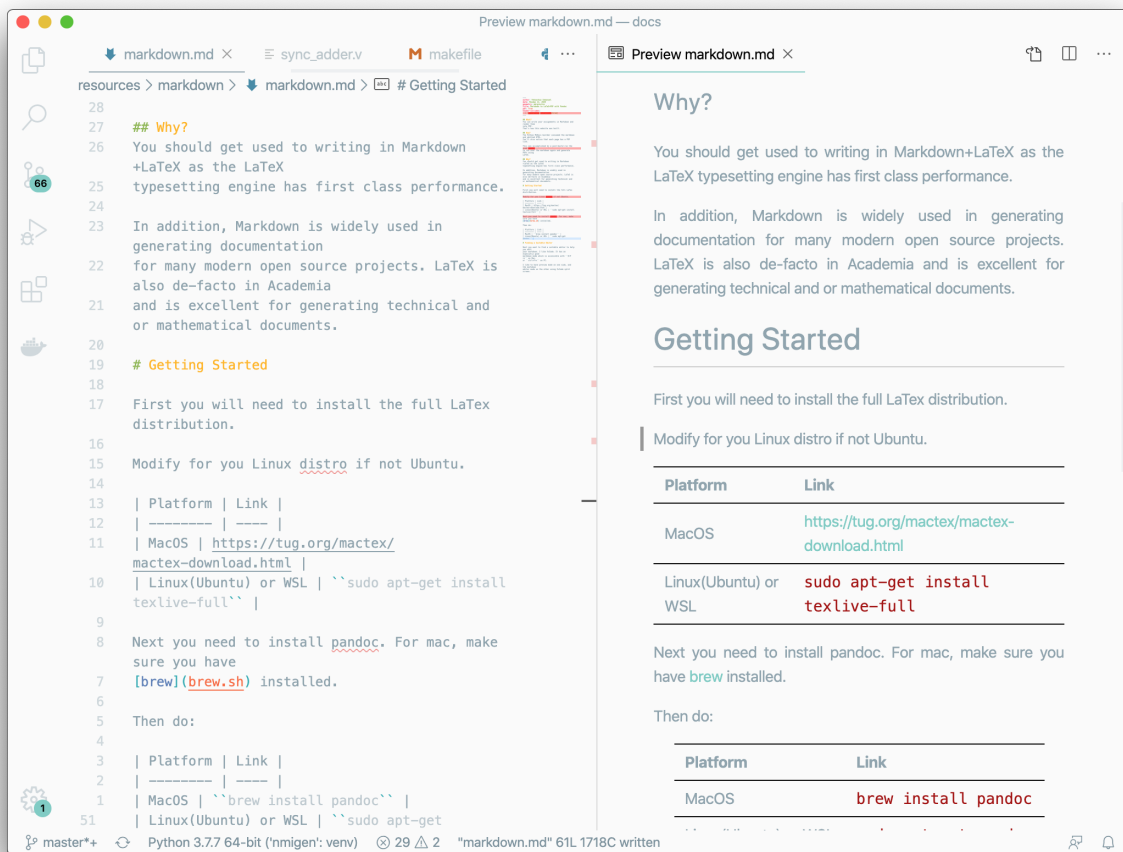 Preview markdown.md — docs
markdown.md
sync_adder.v
makefile
Preview markdown.md
resources > markdown > markdown.md > # Getting Started
28
27 ## Why?
26 You should get used to writing in Markdown
+LaTeX as the LaTeX
25 typesetting engine has first class performance.
24
23 In addition, Markdown is widely used in
generating documentation
22 for many modern open source projects. LaTeX is
also de-facto in Academia
21 and is excellent for generating technical and
or mathematical documents.
20
19 # Getting Started
18
17 First you will need to install the full LaTex
distribution.
16
15 Modify for you Linux distro if not Ubuntu.
14
13 | Platform | Link |
12 | -------- | ---- |
11 | MacOS | https://tug.org/mactex/
mactex-download.html |
10 | Linux(Ubuntu) or WSL | ``sudo apt-get install
texlive-full`` |
9
8 Next you need to install pandoc. For mac, make
sure you have
7 [brew](brew.sh) installed.
6
5 Then do:
4
3 | Platform | Link |
2 | -------- | ---- |
1 | MacOS | ``brew install pandoc`` |
51 | Linux(Ubuntu) or WSL | ``sudo apt-get
66
1
Why?
You should get used to writing in Markdown+LaTeX as the
LaTeX typesetting engine has first class performance.
In addition, Markdown is widely used in generating
documentation for many modern open source projects.
LaTeX is also de-facto in Academia and is excellent for
generating technical and or mathematical documents.
Getting Started
First you will need to install the full LaTex distribution.
Modify for you Linux distro if not Ubuntu.
Platform Link
MacOS https://tug.org/mactex/mactex-
download.html
Linux(Ubuntu) or sudo apt-get install
WSL texlive-full
Next you need to install pandoc. For mac, make sure you
have brew installed.
Then do:
Platform Link
MacOS brew install pandoc
master*+ Python 3.7.7 64-bit ('nmigen': venv) 29 2 "markdown.md" 61L 1718C written